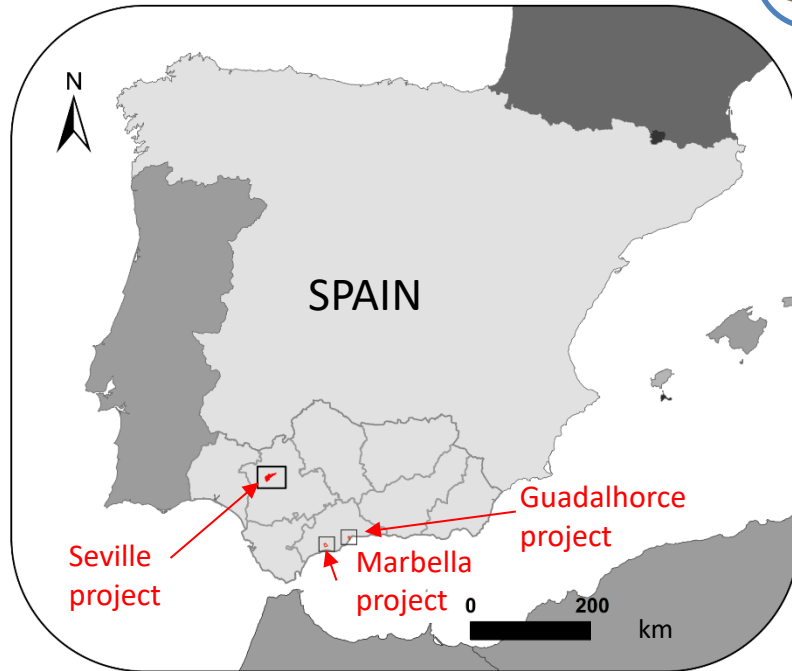 N
SPAIN
Guadalhorce
project
Seville
project
Marbella
project
0 200
km